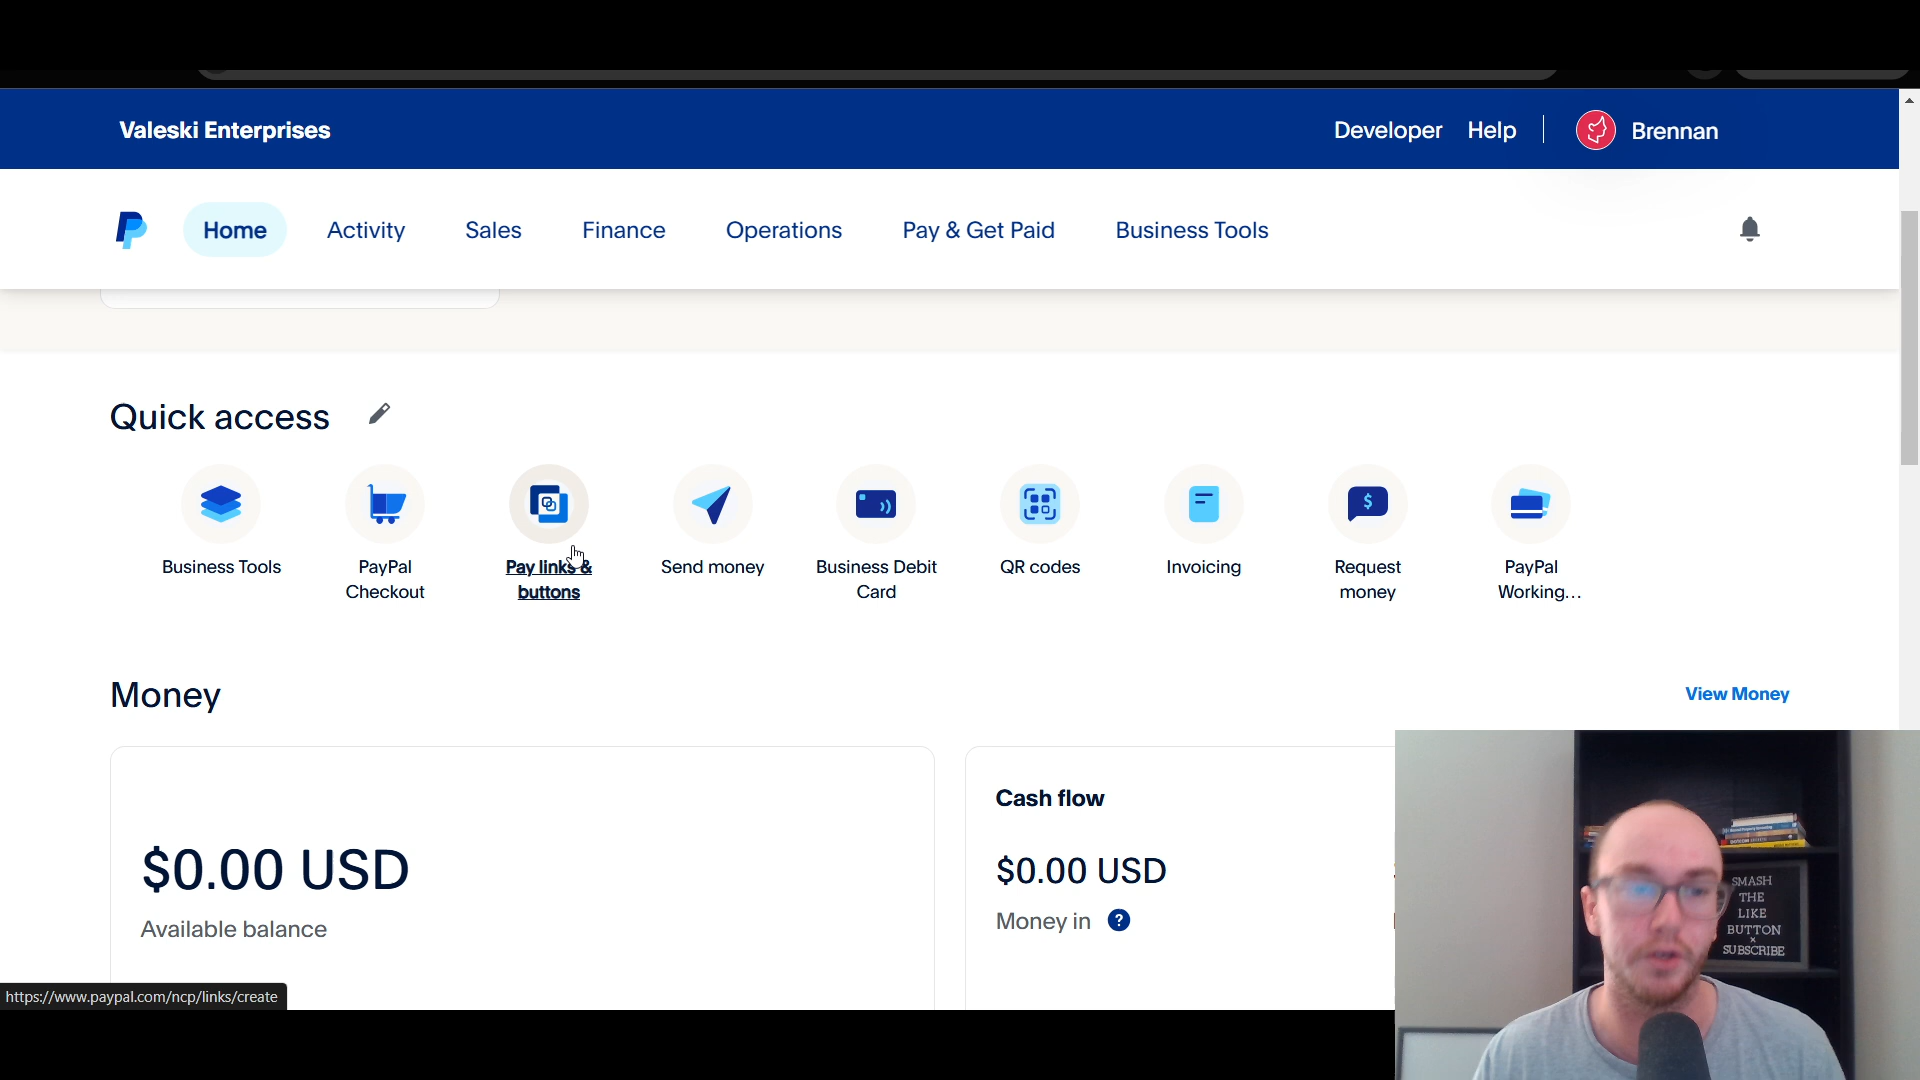 Valeski Enterprises
Developer Help Brennan
Home Activity Sales Finance Operations Pay & Get Paid Business Tools
Quick access
Business Tools
PayPal
Checkout
Pay links &
buttons
Send money
Business Debit
Card
QR codes
Invoicing
Request
money
PayPal
Working...
Money
View Money
$0.00 USD
Available balance
Cash flow
$0.00 USD
Money in ?
SMASH
THE
LIKE
BUTTON
×
SUBSCRIBE
https://www.paypal.com/ncp/links/create